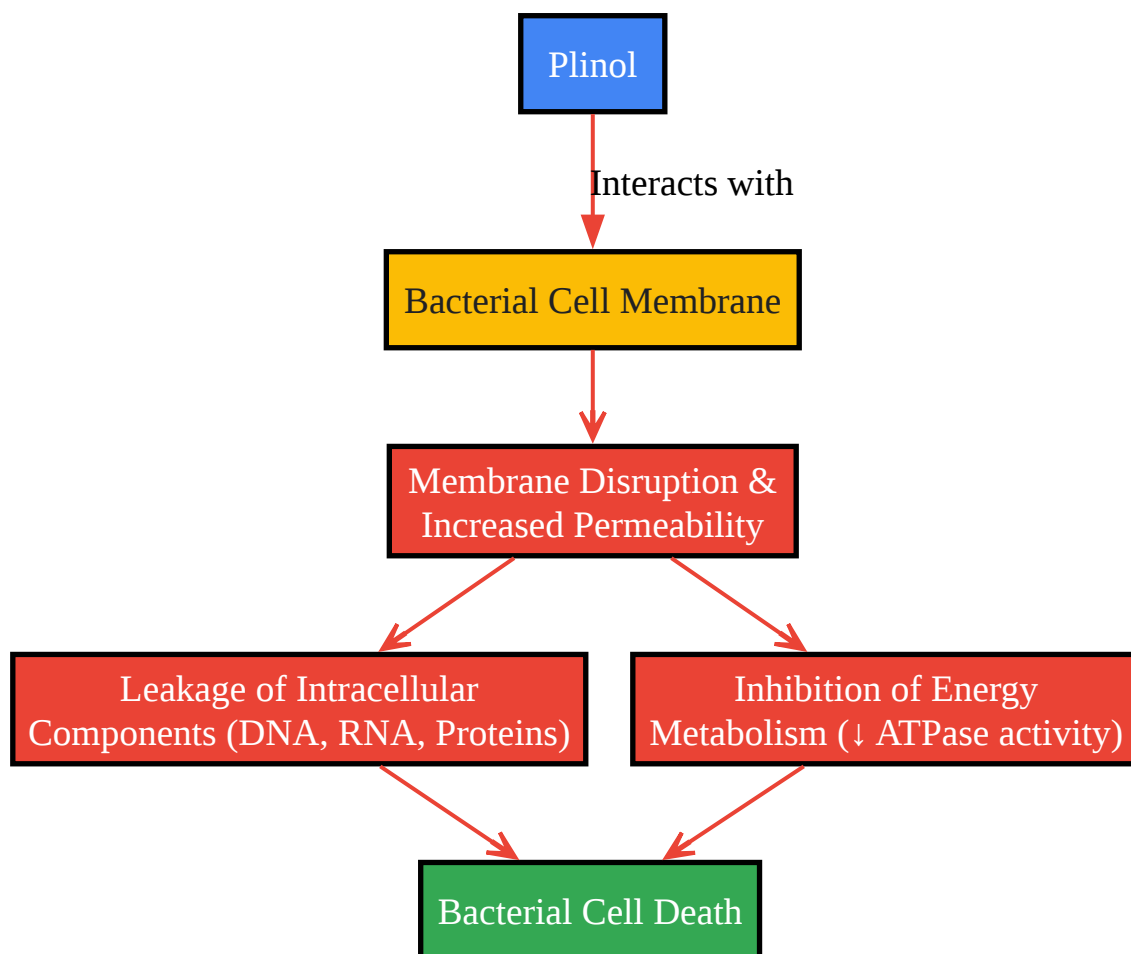 Plinol
Interacts with
Bacterial Cell Membrane
Membrane Disruption &
Increased Permeability
Leakage of Intracellular
Components (DNA, RNA, Proteins)
Inhibition of Energy
Metabolism (↓ ATPase activity)
Bacterial Cell Death